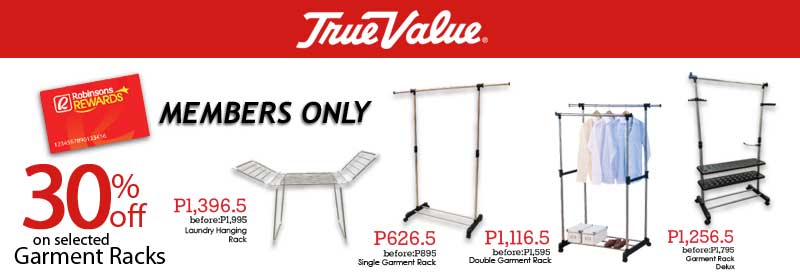 True Value®
Robinsons
REWARDS
1234567890123456
MEMBERS ONLY
30% off
on selected
Garment Racks
P1,396.5
before:P1,995
Laundry Hanging
Rack
P626.5
before:P895
Single Garment Rack
P1,116.5
before:P1,595
Double Garment Rack
P1,256.5
before:P1,795
Garment Rack
Delux